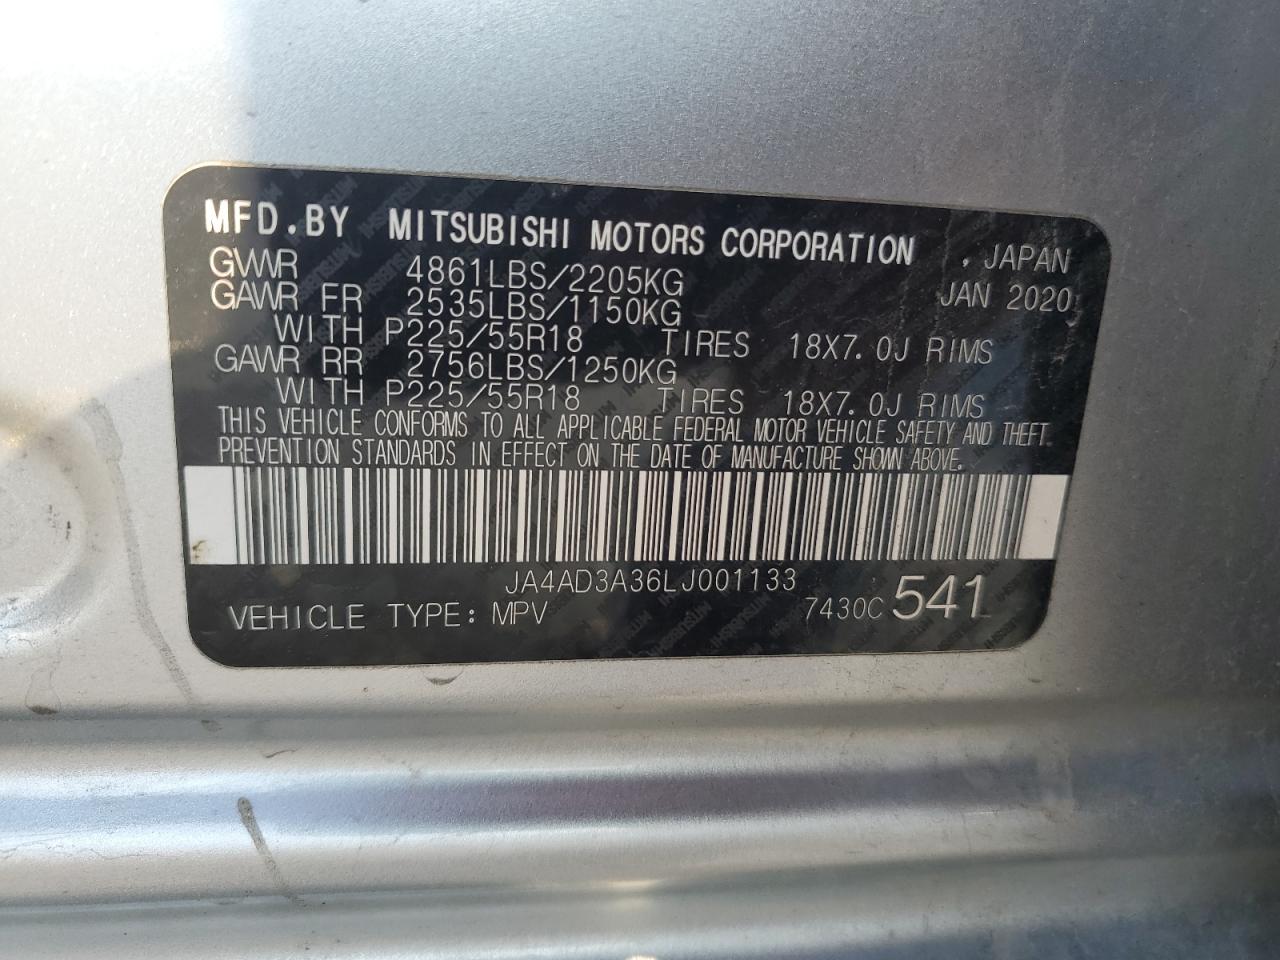 MFD.BY MITSUBISHI MOTORS CORPORATION , JAPAN
GVWR 4861LBS/2205KG JAN 2020
GAWR FR 2535LBS/1150KG
WITH P225/55R18 TIRES 18X7.0J RIMS
GAWR RR 2756LBS/1250KG
WITH P225/55R18 TIRES 18X7.0J RIMS
THIS VEHICLE CONFORMS TO ALL APPLICABLE FEDERAL MOTOR VEHICLE SAFETY AND THEFT
PREVENTION STANDARDS IN EFFECT ON THE DATE OF MANUFACTURE SHOWN ABOVE.
JA4AD3A36LJ001133
VEHICLE TYPE: MPV 7430C 541